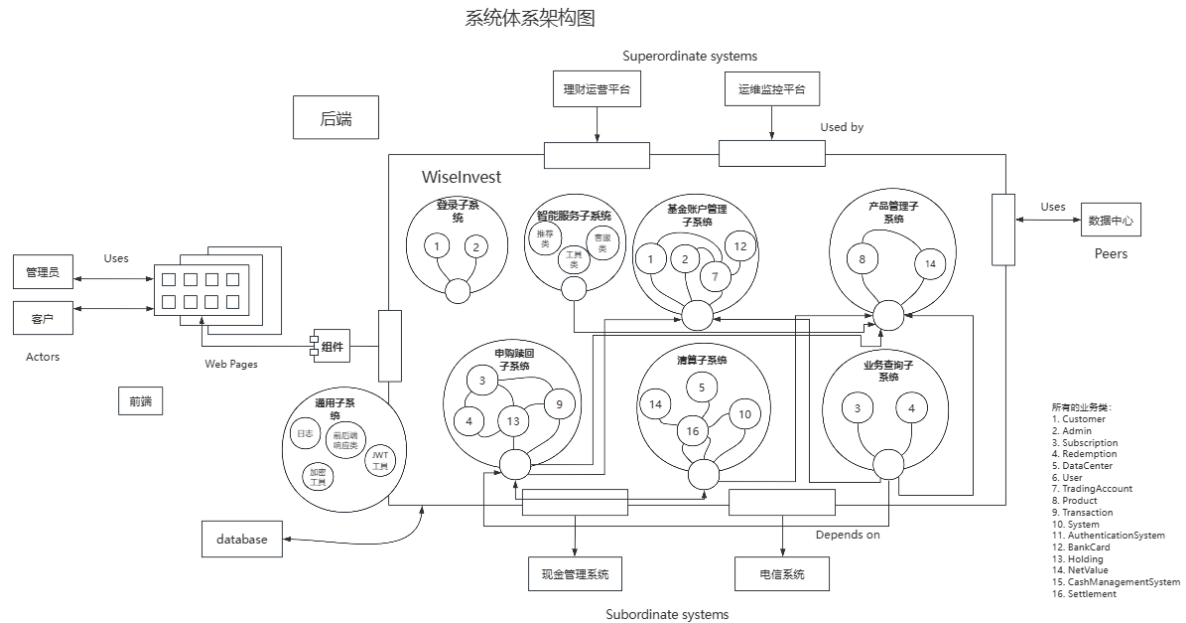 系统体系架构图
Superordinate systems
理财运营平台
运维监控平台
后端
Used by
WiseInvest
登录子系
统
1
2
智能服务子系统
推荐
类
工具
类
客服
类
基金账户管理
子系统
1
2
7
12
产品管理子
系统
8
14
Uses
数据中心
Peers
管理员
Uses
客户
Actors
Web Pages
组件
前端
通用子系
统
日志
前后端
响应类
JWT
工具
加密
工具
申购赎回
子系统
3
4
13
9
清算子系统
14
5
16
10
业务查询子
系统
3
4
database
Depends on
现金管理系统
电信系统
Subordinate systems
所有的业务类：
1. Customer
2. Admin
3. Subscription
4. Redemption
5. DataCenter
6. User
7. TradingAccount
8. Product
9. Transaction
10. System
11. AuthenticationSystem
12. BankCard
13. Holding
14. NetValue
15. CashManagementSystem
16. Settlement